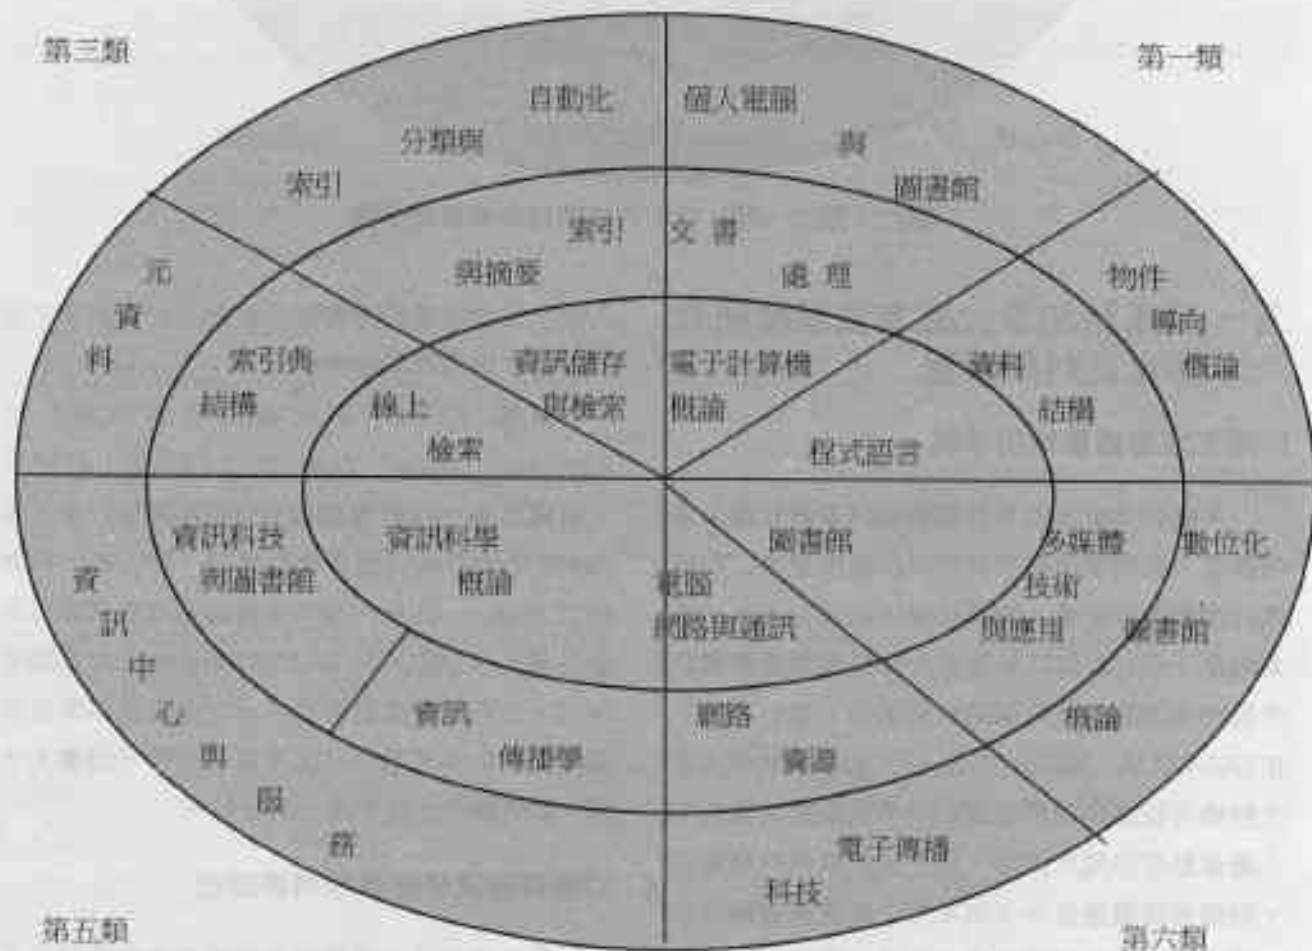 第三類
第一類
自動化
分類與
索引
個人電腦
與
圖書館
索引
與摘要
文書
處理
元
資
料
物件
導向
概論
索引與
結構
線上
檢索
資訊儲存
與檢索
電子計算機
概論
資料
結構
程式語言
資訊科技
與圖書館
資訊科學
概論
圖書館
電腦
網路與通訊
多媒體
技術
與應用
數位化
圖書館
概論
資
訊
中
心
與
服
務
資訊
傳播學
網路
資源
電子傳播
科技
第五類
第六類